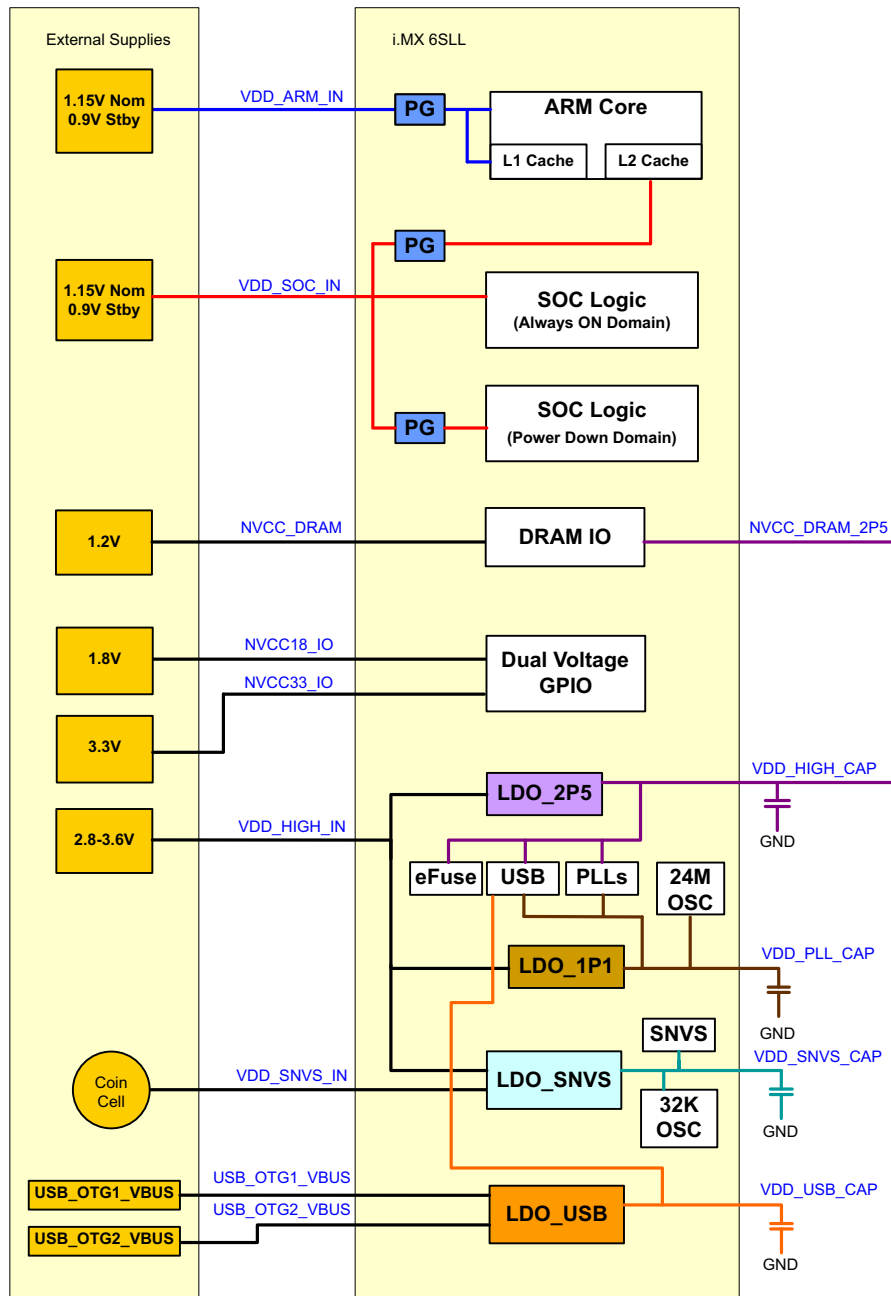 External Supplies
i.MX 6SLL
1.15V Nom
0.9V Stby
VDD_ARM_IN
PG
ARM Core
L1 Cache
L2 Cache
PG
1.15V Nom
0.9V Stby
VDD_SOC_IN
SOC Logic
(Always ON Domain)
PG
SOC Logic
(Power Down Domain)
1.2V
NVCC_DRAM
DRAM IO
NVCC_DRAM_2P5
1.8V
NVCC18_IO
Dual Voltage
GPIO
NVCC33_IO
3.3V
2.8-3.6V
VDD_HIGH_IN
LDO_2P5
VDD_HIGH_CAP
GND
eFuse
USB
PLLs
24M
OSC
LDO_1P1
VDD_PLL_CAP
GND
SNVS
Coin
Cell
VDD_SNVS_IN
LDO_SNVS
VDD_SNVS_CAP
32K
OSC
GND
USB_OTG1_VBUS
USB_OTG1_VBUS
USB_OTG2_VBUS
USB_OTG2_VBUS
LDO_USB
VDD_USB_CAP
GND